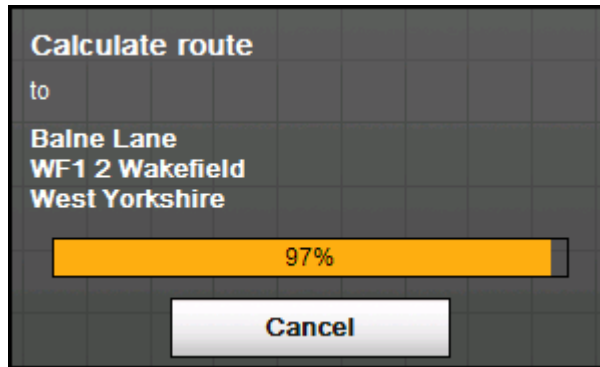 Calculate route
to
Balne Lane
WF1 2 Wakefield
West Yorkshire
97%
Cancel